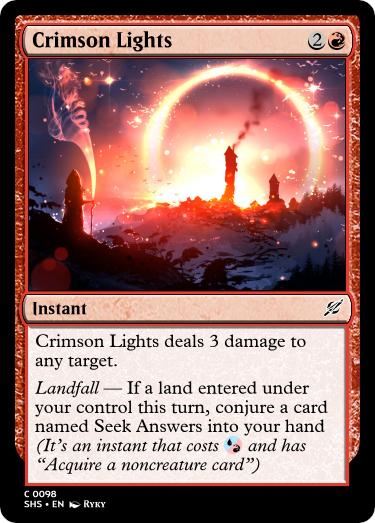 Crimson Lights 2
Instant
Crimson Lights deals 3 damage to
any target.
Landfall — If a land entered under
your control this turn, conjure a card
named Seek Answers into your hand
(It's an instant that costs and has
"Acquire a noncreature card")
C 0098
SHS • EN Ryky